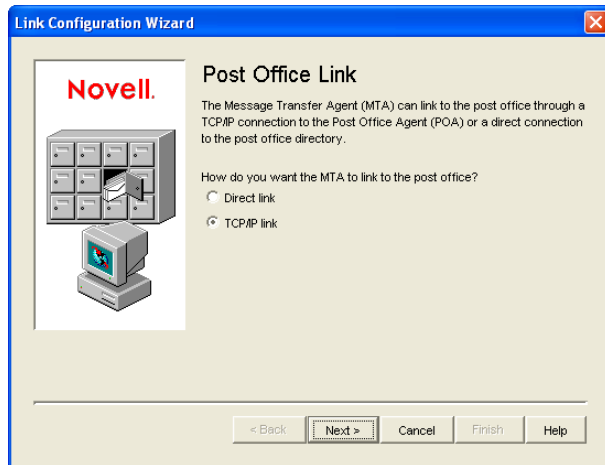 Link Configuration Wizard
Novell.
Post Office Link
The Message Transfer Agent (MTA) can link to the post office through a
TCP/IP connection to the Post Office Agent (POA) or a direct connection
to the post office directory.
How do you want the MTA to link to the post office?
Direct link
TCP/IP link
< Back
Next >
Cancel
Finish
Help